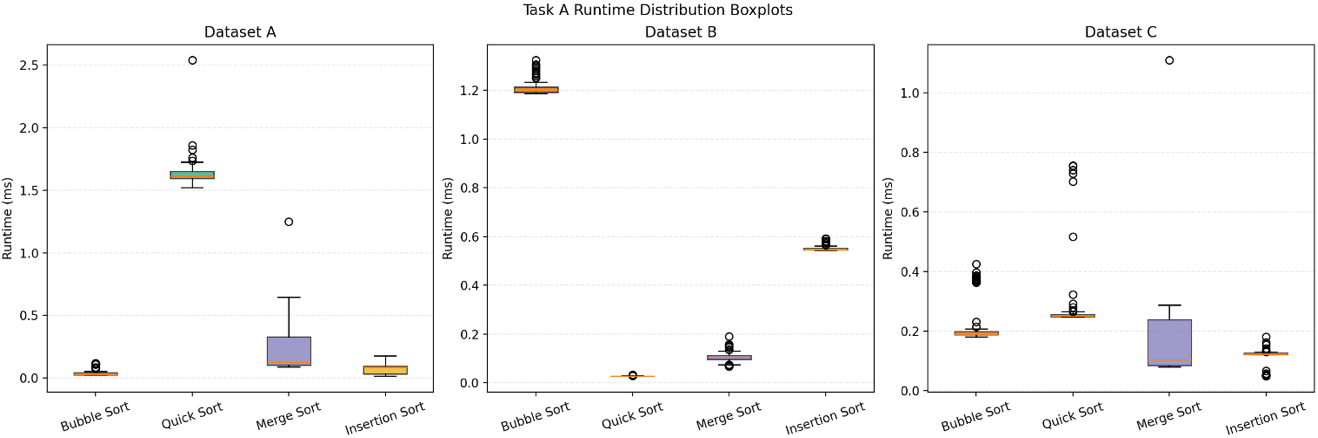 Task A Runtime Distribution Boxplots
Dataset A
Runtime (ms)
2.5
2.0
1.5
1.0
0.5
0.0
Bubble Sort
Quick Sort
Merge Sort
Insertion Sort
Dataset B
Runtime (ms)
1.2
1.0
0.8
0.6
0.4
0.2
0.0
Bubble Sort
Quick Sort
Merge Sort
Insertion Sort
Dataset C
Runtime (ms)
1.0
0.8
0.6
0.4
0.2
0.0
Bubble Sort
Quick Sort
Merge Sort
Insertion Sort